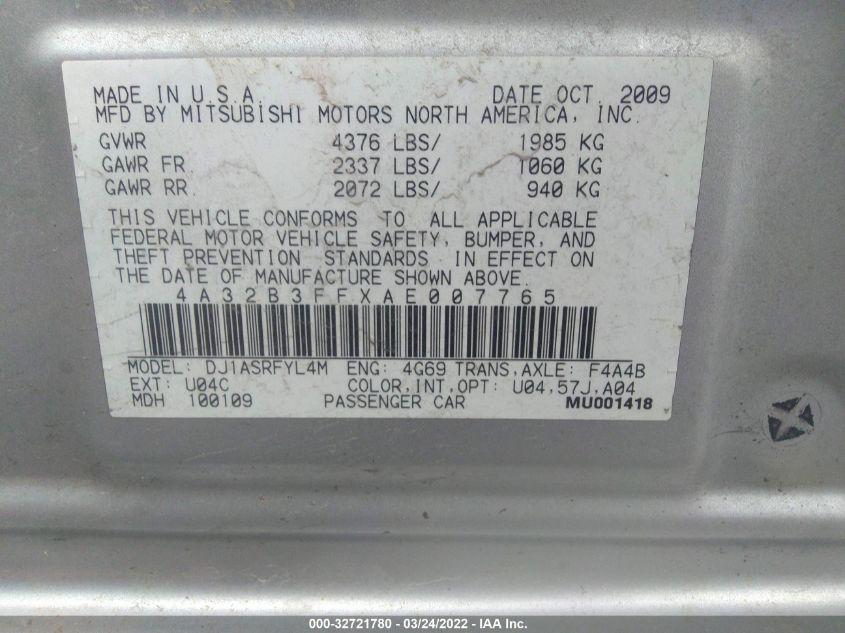 MADE IN U.S.A. DATE OCT. 2009
MFD BY MITSUBISHI MOTORS NORTH AMERICA, INC.
GVWR 4376 LBS/ 1985 KG
GAWR FR. 2337 LBS/ 1060 KG
GAWR RR. 2072 LBS/ 940 KG
THIS VEHICLE CONFORMS TO ALL APPLICABLE
FEDERAL MOTOR VEHICLE SAFETY, BUMPER, AND
THEFT PREVENTION STANDARDS IN EFFECT ON
THE DATE OF MANUFACTURE SHOWN ABOVE.
4A32B3FFXAE007765
MODEL: DJ1ASRFYL4M ENG: 4G69 TRANS,AXLE: F4A4B
EXT: U04C COLOR,INT,OPT: U04,57J,A04
MDH 100109 PASSENGER CAR MU001418
000-32721780 - 03/24/2022 - IAA Inc.